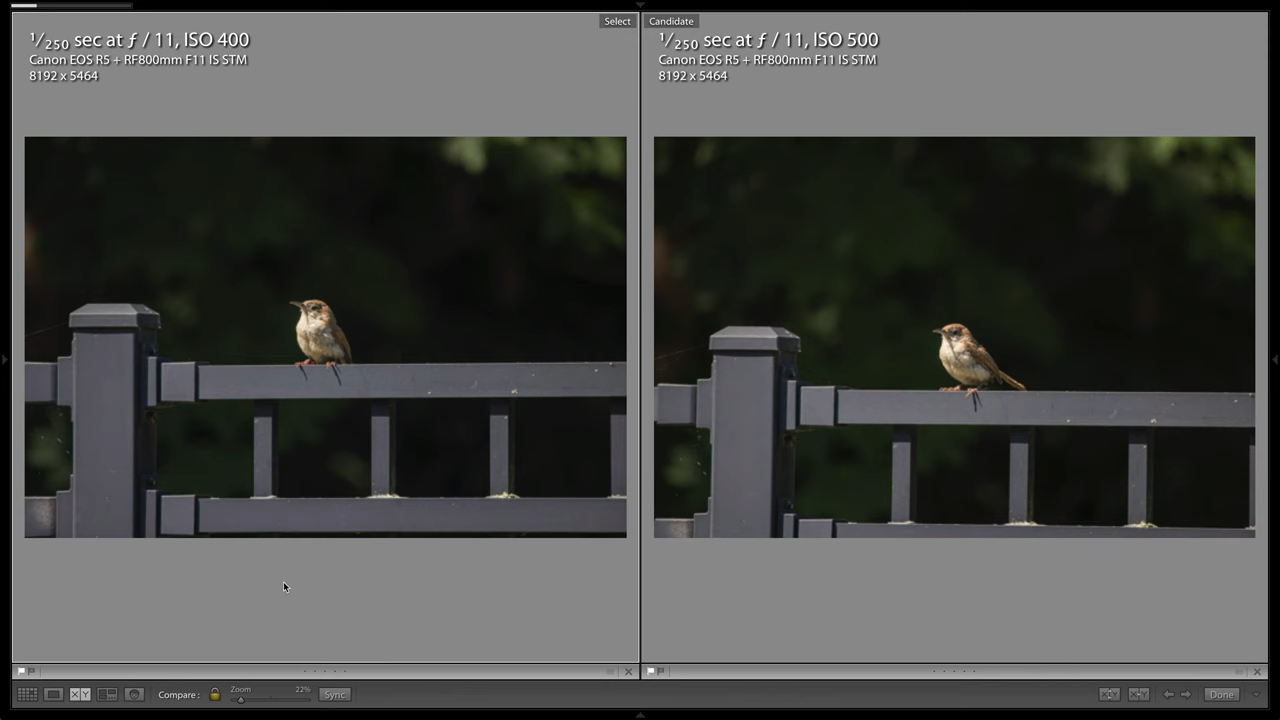 Select
¹⁄₂₅₀ sec at ƒ / 11, ISO 400
Canon EOS R5 + RF800mm F11 IS STM
8192 x 5464
Candidate
¹⁄₂₅₀ sec at ƒ / 11, ISO 500
Canon EOS R5 + RF800mm F11 IS STM
8192 x 5464
X Y
Compare :
Zoom
22%
Sync
Done